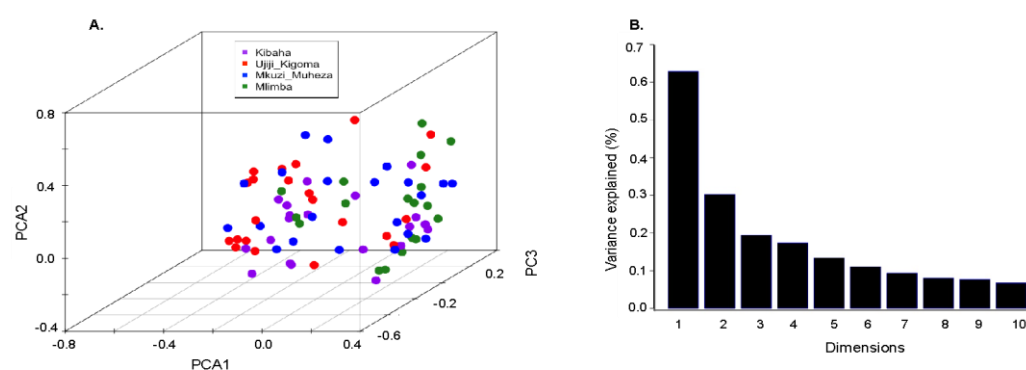 A.
Kibaha
Ujiji_Kigoma
Mkuzi_Muheza
Mlimba
0.8
0.4
0.0
-0.4
PCA2
-0.8
-0.4
0.0
0.4
PCA1
-0.6
-0.2
0.2
PC3
B.
0.7
0.6
0.5
0.4
0.3
0.2
0.1
0.0
Variance explained (%)
1 2 3 4 5 6 7 8 9 10
Dimensions